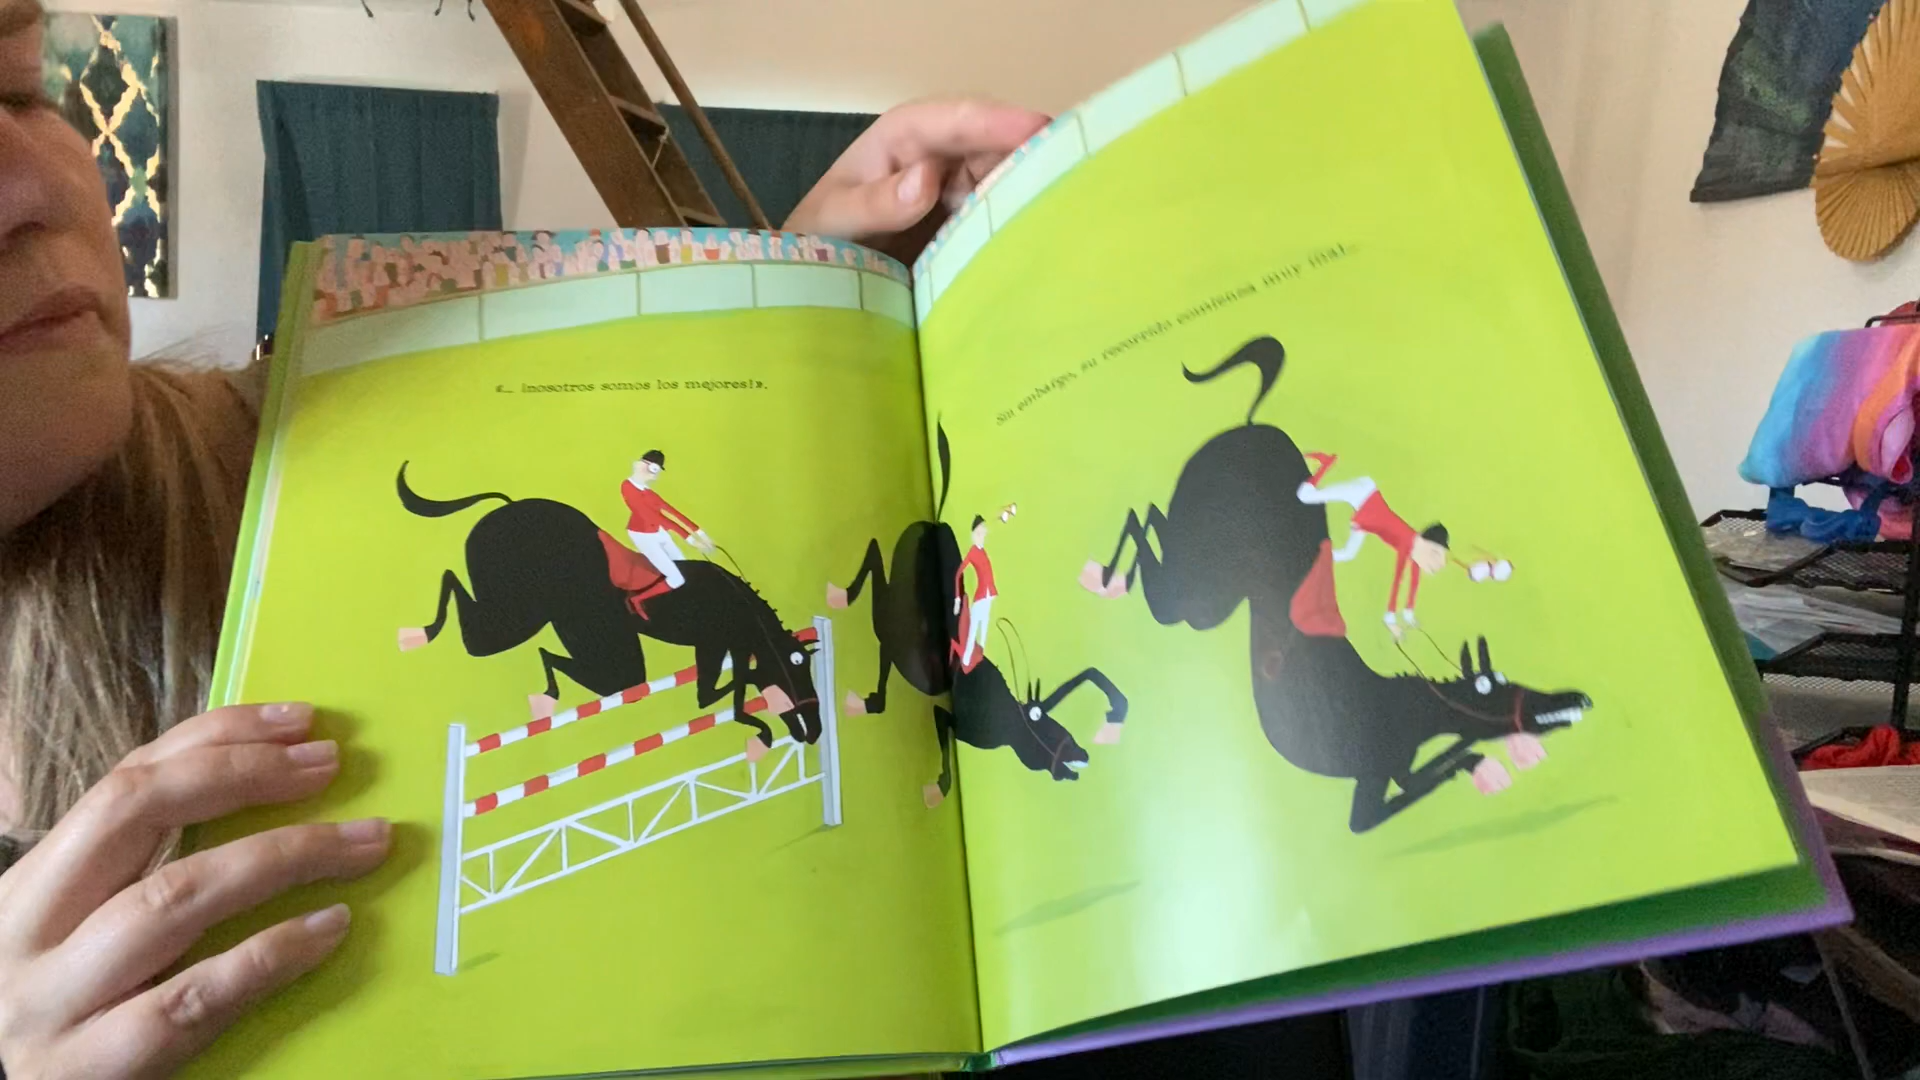 «... ¡nosotros somos los mejores!».
Sin embargo, su recorrido comienza muy mal...